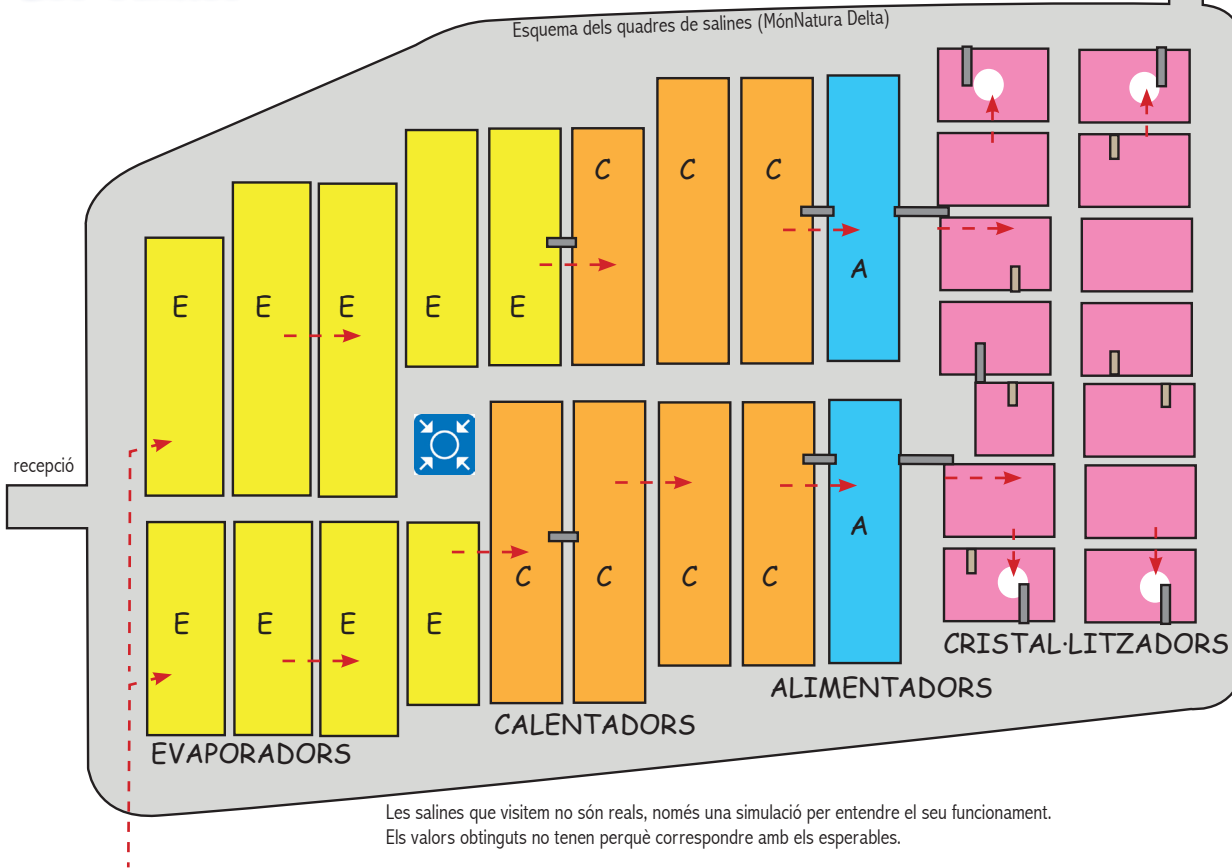 Esquema dels quadres de salines (MónNatura Delta)
C C C
E E E E E A
recepció
E E E E C C C C A
CRISTAL·LITZADORS
ALIMENTADORS
CALENTADORS
EVAPORADORS
Les salines que visitem no són reals, només una simulació per entendre el seu funcionament.
Els valors obtinguts no tenen perquè correspondre amb els esperables.